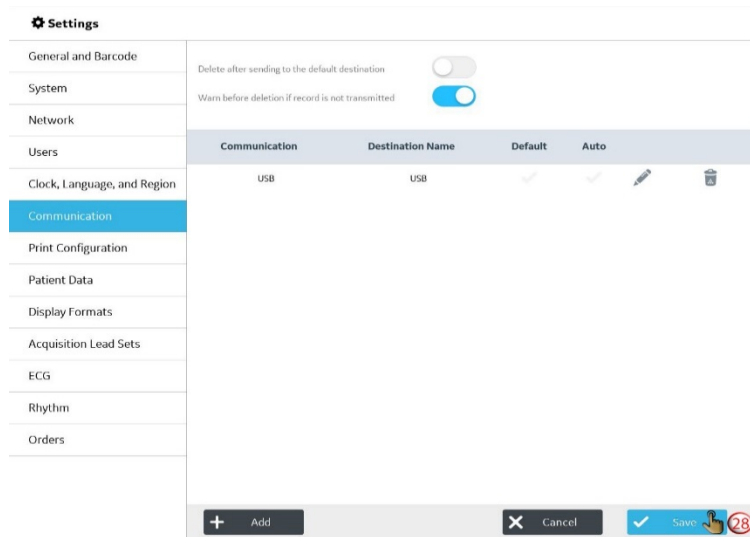 Settings
General and Barcode
System
Network
Users
Clock, Language, and Region
Communication
Print Configuration
Patient Data
Display Formats
Acquisition Lead Sets
ECG
Rhythm
Orders
Delete after sending to the default destination
Warn before deletion if record is not transmitted
Communication Destination Name Default Auto
USB USB
+ Add Cancel Save 28